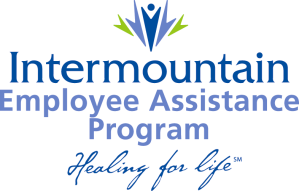 Intermountain
Employee Assistance
Program
Healing for life℠